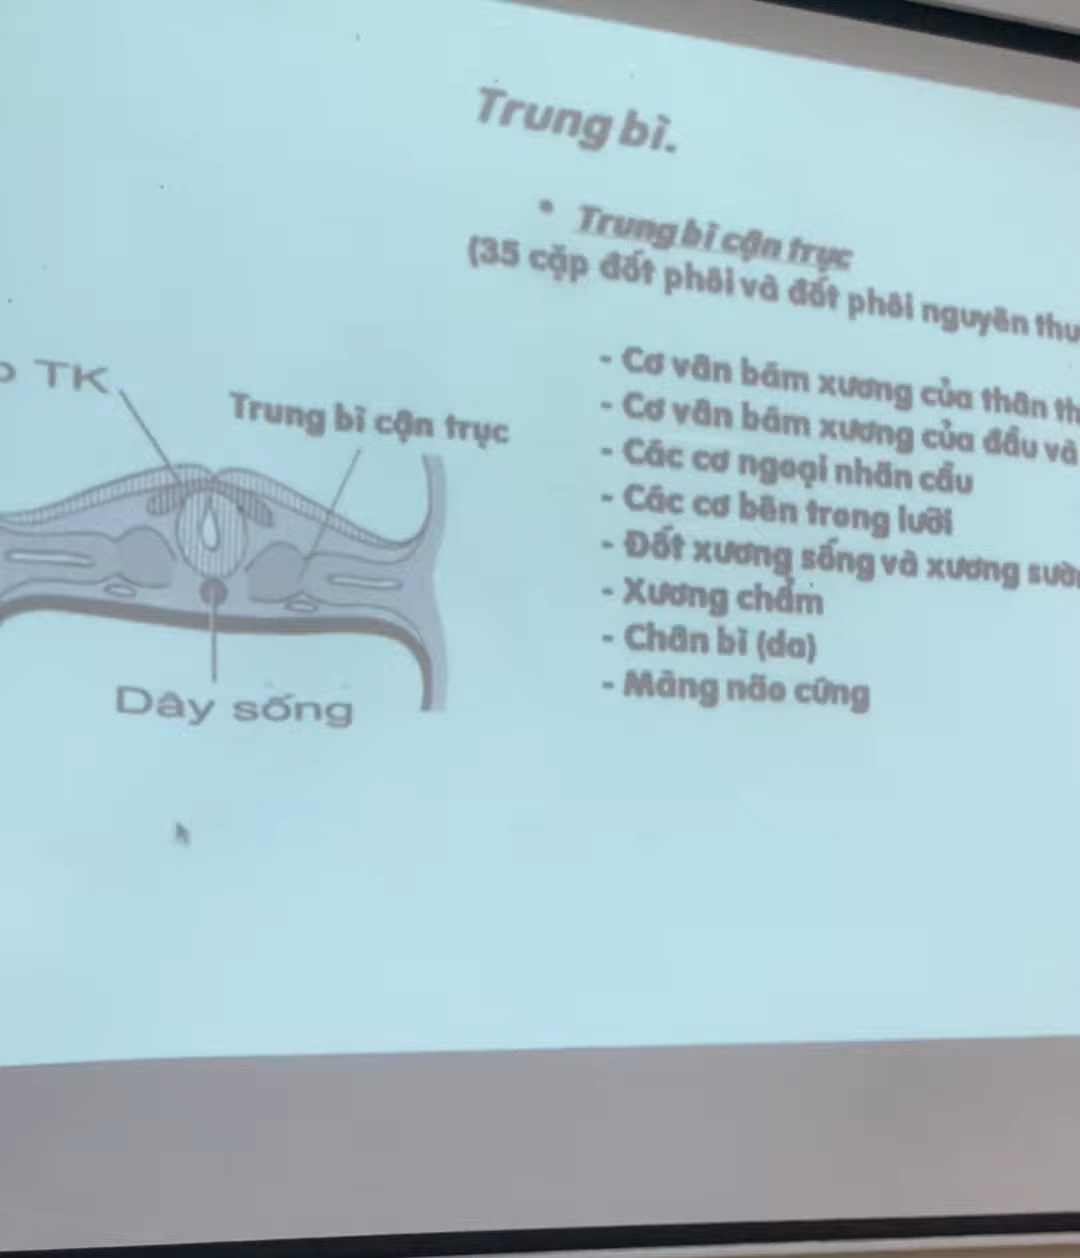 Trung bì.
• Trung bì cận trục
(35 cặp đốt phôi và đốt phôi nguyên
- Cơ vân bám xương của thân
- Cơ vân bám xương của đầu và
- Các cơ ngoại nhãn cầu
- Các cơ bên trong lưỡi
- Đốt xương sống và xương
- Xương chẩm
- Chân bì (da)
- Màng não cứng
TK
Trung bì cận trục
Dây sống